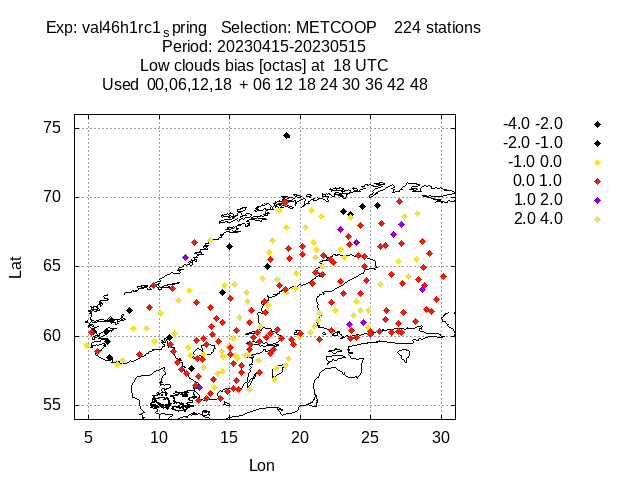 Exp: val46h1rc1spring Selection: METCOOP 224 stations
Period: 20230415-20230515
Low clouds bias [octas] at 18 UTC
Used 00,06,12,18 + 06 12 18 24 30 36 42 48
-4.0 -2.0
-2.0 -1.0
-1.0 0.0
0.0 1.0
1.0 2.0
2.0 4.0
75
70
65
60
55
Lat
5 10 15 20 25 30
Lon